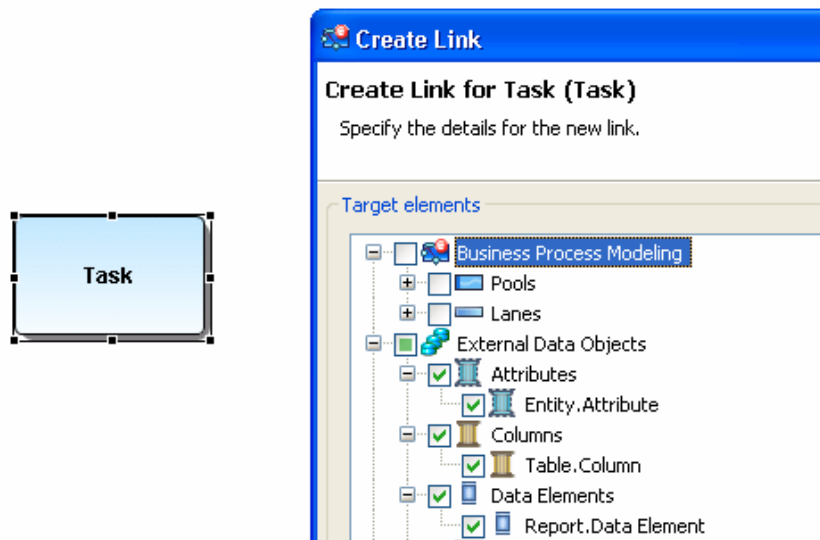 Create Link
Create Link for Task (Task)
Specify the details for the new link.
Target elements
Task
Business Process Modeling
Pools
Lanes
External Data Objects
Attributes
Entity.Attribute
Columns
Table.Column
Data Elements
Report.Data Element